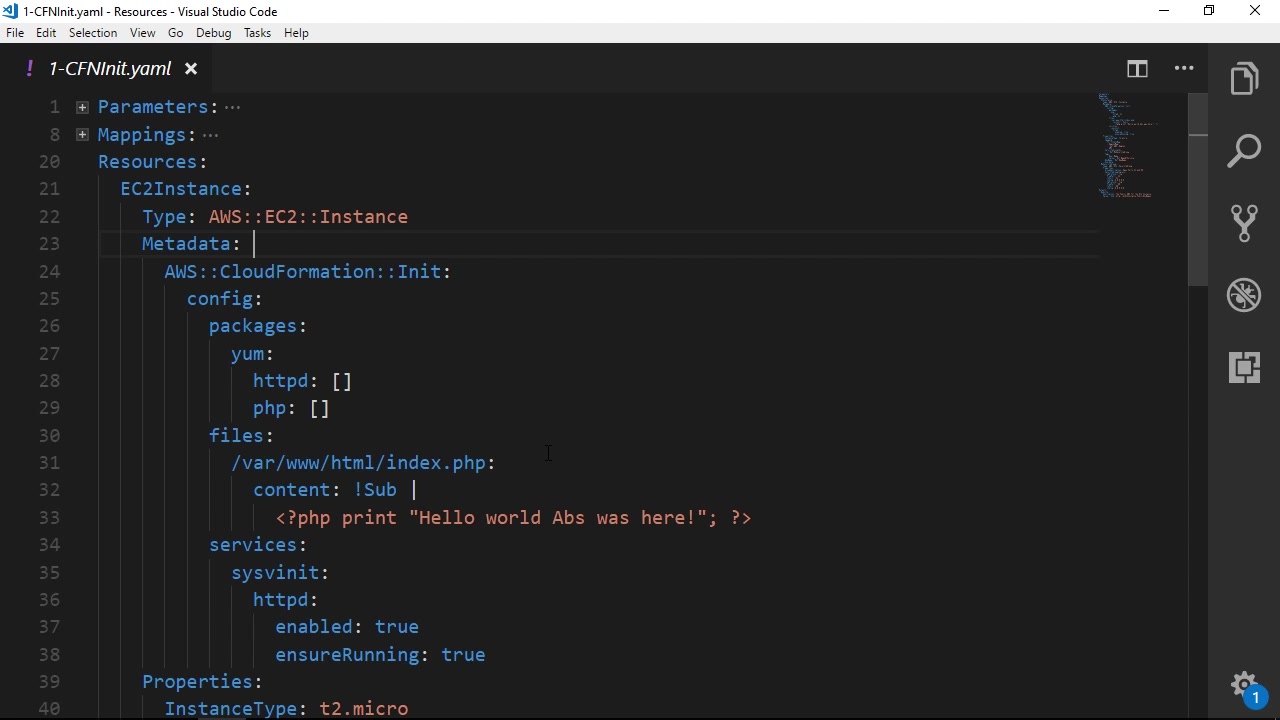 1-CFNInit.yaml - Resources - Visual Studio Code
File Edit Selection View Go Debug Tasks Help
! 1-CFNInit.yaml
1 Parameters: ...
8 Mappings: ...
20 Resources:
21 EC2Instance:
22 Type: AWS::EC2::Instance
23 Metadata:
24 AWS::CloudFormation::Init:
25 config:
26 packages:
27 yum:
28 httpd: []
29 php: []
30 files:
31 /var/www/html/index.php:
32 content: !Sub |
33 <?php print "Hello world Abs was here!"; ?>
34 services:
35 sysvinit:
36 httpd:
37 enabled: true
38 ensureRunning: true
39 Properties:
40 InstanceType: t2.micro
1